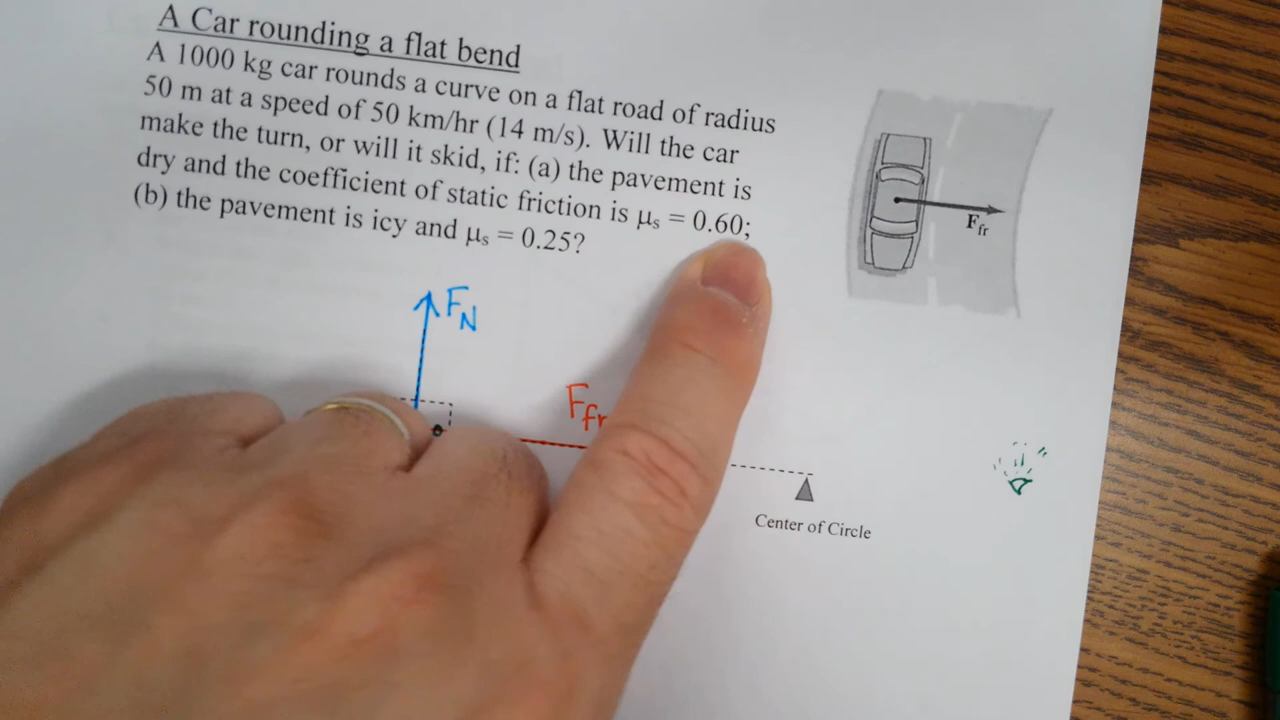 A Car rounding a flat bend
A 1000 kg car rounds a curve on a flat road of radius
50 m at a speed of 50 km/hr (14 m/s). Will the car
make the turn, or will it skid, if: (a) the pavement is
dry and the coefficient of static friction is μs = 0.60;
(b) the pavement is icy and μs = 0.25?
Ffr
FN
Ffr
Center of Circle